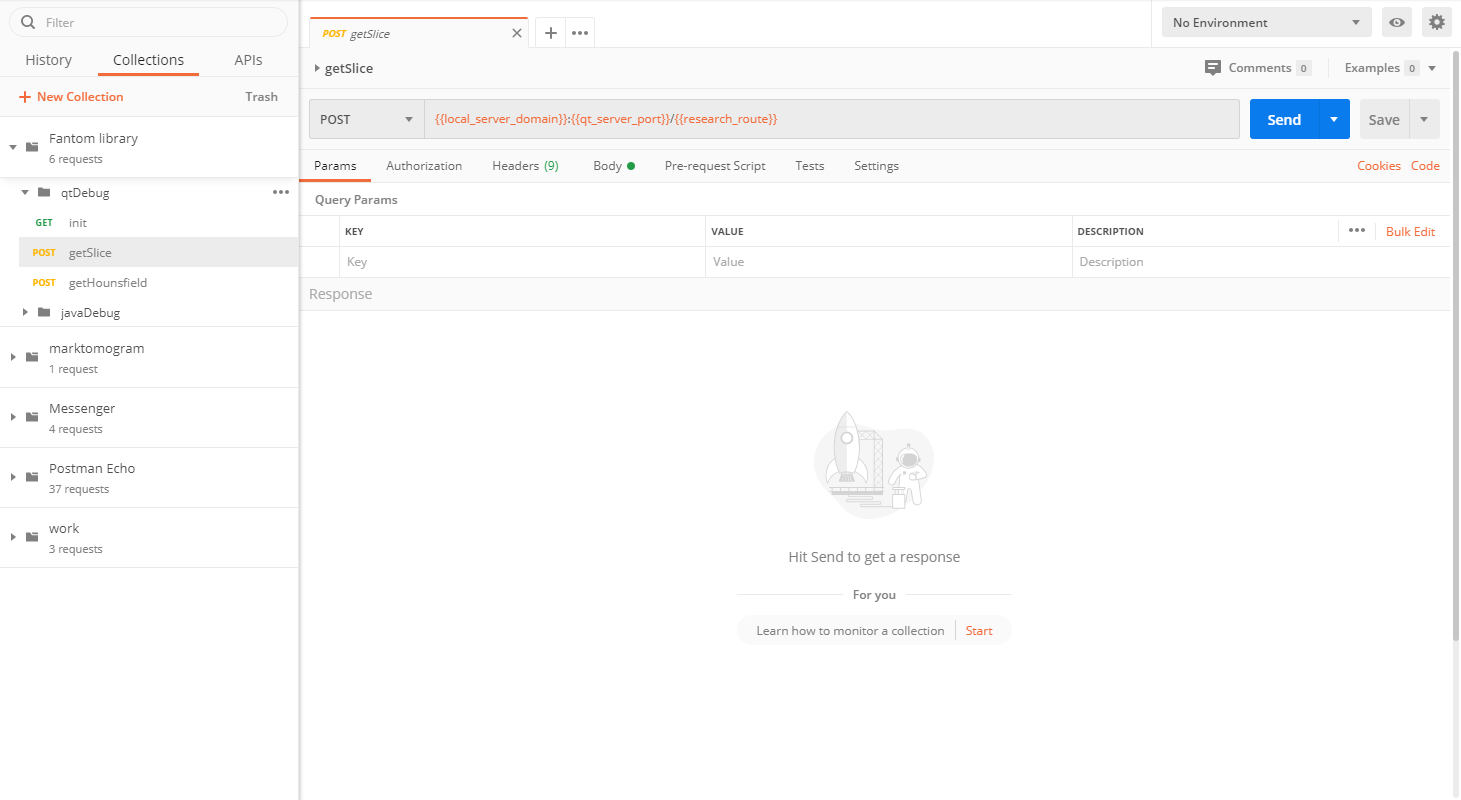 Filter
History Collections APIs
New Collection Trash
Fantom library
6 requests
qtDebug
GET init
POST getSlice
POST getHounsfield
javaDebug
marktomogram
1 request
Messenger
4 requests
Postman Echo
37 requests
work
3 requests
POST getSlice
No Environment
getSlice
Comments 0 Examples 0
POST {{local_server_domain}}:{{qt_server_port}}/{{research_route}} Send Save
Params Authorization Headers (9) Body Pre-request Script Tests Settings Cookies Code
Query Params
KEY VALUE DESCRIPTION Bulk Edit
Key Value Description
Response
Hit Send to get a response
For you
Learn how to monitor a collection Start